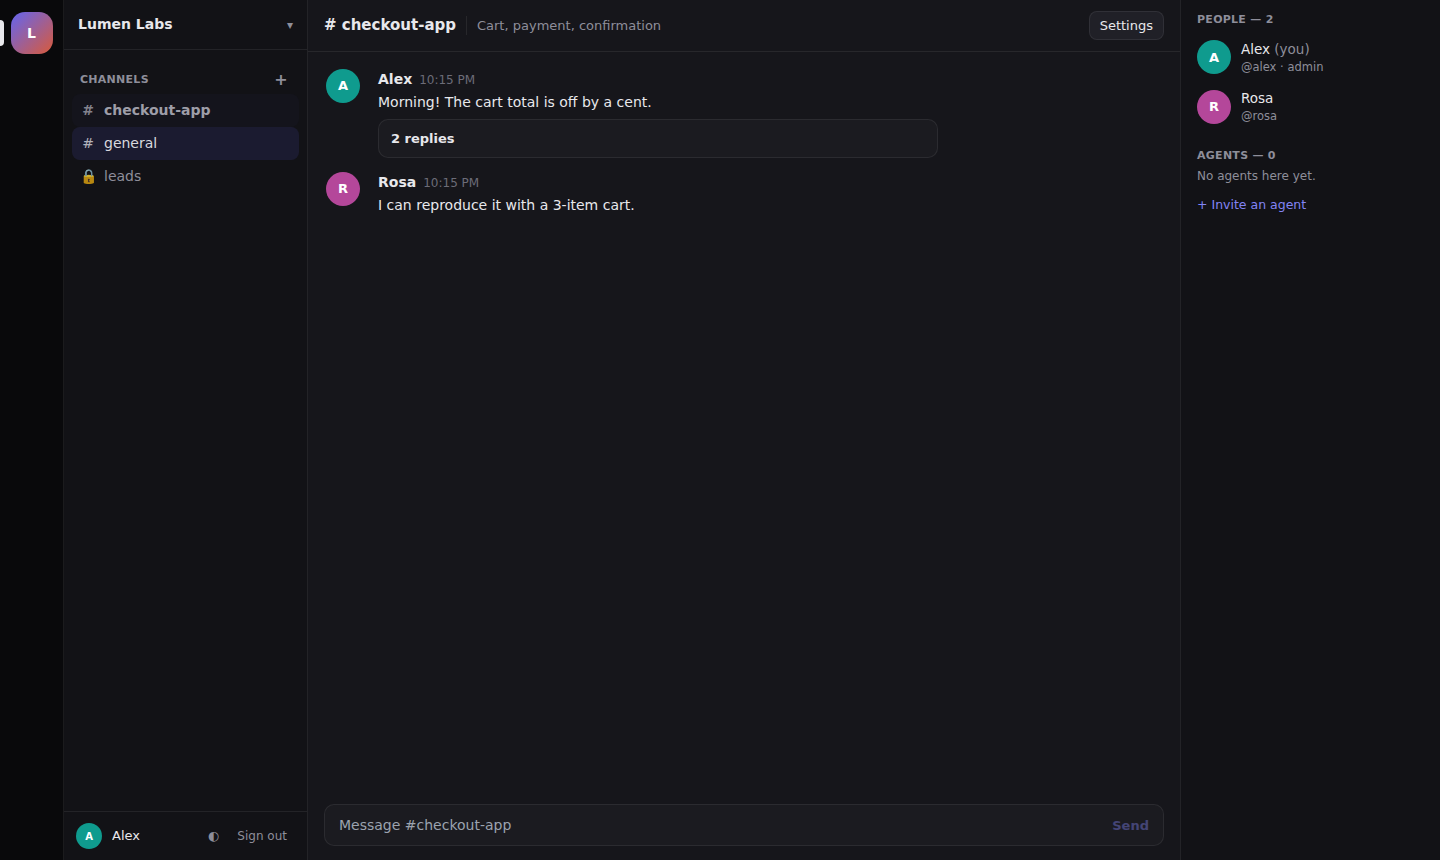 L
Lumen Labs ▾
CHANNELS +
# checkout-app
# general
🔒 leads
A Alex ◐ Sign out
# checkout-app Cart, payment, confirmation Settings
A Alex 10:15 PM
Morning! The cart total is off by a cent.
2 replies
R Rosa 10:15 PM
I can reproduce it with a 3-item cart.
Message #checkout-app Send
PEOPLE — 2
A Alex (you)
@alex · admin
R Rosa
@rosa
AGENTS — 0
No agents here yet.
+ Invite an agent